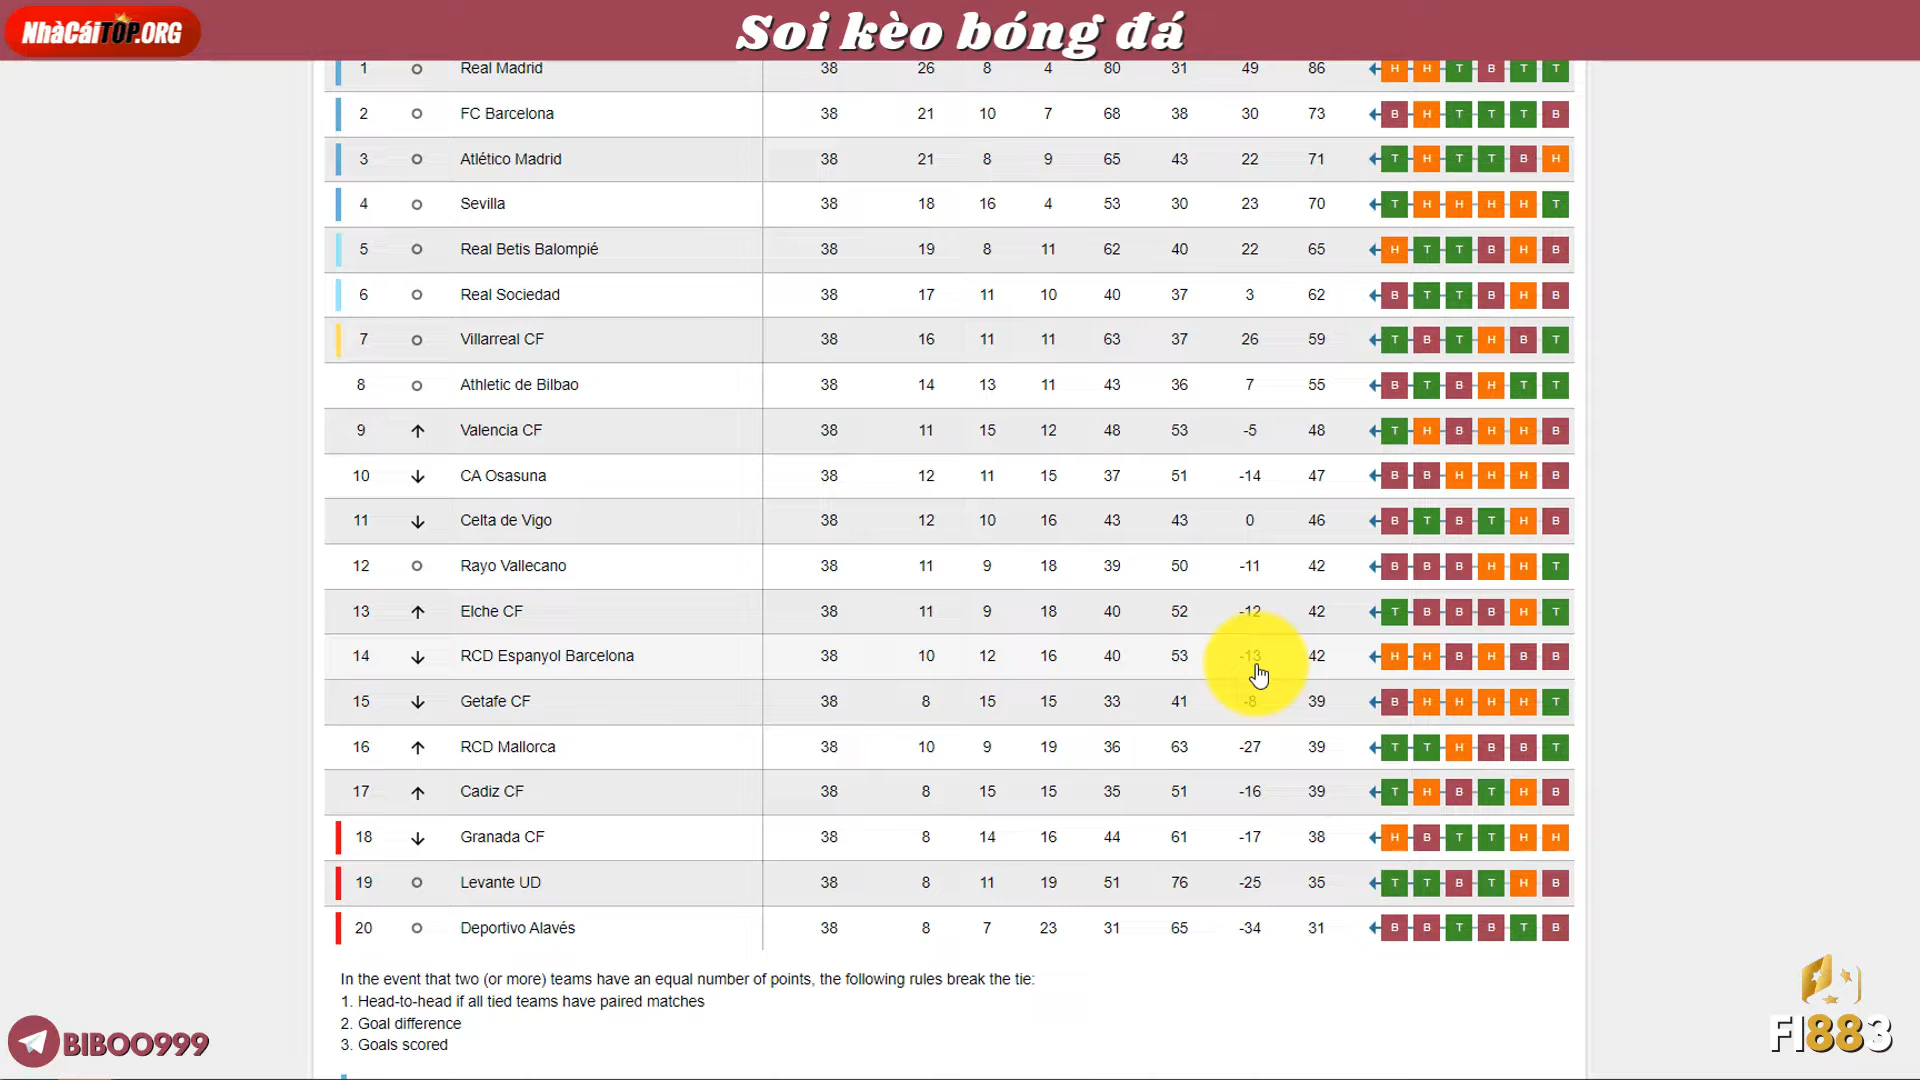 NhàCáiTOP.ORG
Soi kèo bóng đá
1 Real Madrid 38 26 8 4 80 31 49 86 H H T B T T
2 FC Barcelona 38 21 10 7 68 38 30 73 B H T T T B
3 Atlético Madrid 38 21 8 9 65 43 22 71 T H T T B H
4 Sevilla 38 18 16 4 53 30 23 70 T H H H H T
5 Real Betis Balompié 38 19 8 11 62 40 22 65 H T T B H B
6 Real Sociedad 38 17 11 10 40 37 3 62 B T T B H B
7 Villarreal CF 38 16 11 11 63 37 26 59 T B T H B T
8 Athletic de Bilbao 38 14 13 11 43 36 7 55 B T B H T T
9 Valencia CF 38 11 15 12 48 53 -5 48 T H B H H B
10 CA Osasuna 38 12 11 15 37 51 -14 47 B B H H H B
11 Celta de Vigo 38 12 10 16 43 43 0 46 B T B T H B
12 Rayo Vallecano 38 11 9 18 39 50 -11 42 B B B H H T
13 Elche CF 38 11 9 18 40 52 -12 42 T B B B H T
14 RCD Espanyol Barcelona 38 10 12 16 40 53 -13 42 H H B H B B
15 Getafe CF 38 8 15 15 33 41 -8 39 B H H H H T
16 RCD Mallorca 38 10 9 19 36 63 -27 39 T T H B B T
17 Cadiz CF 38 8 15 15 35 51 -16 39 T H B T H B
18 Granada CF 38 8 14 16 44 61 -17 38 H B T T H H
19 Levante UD 38 8 11 19 51 76 -25 35 T T B T H B
20 Deportivo Alavés 38 8 7 23 31 65 -34 31 B B T B T B
In the event that two (or more) teams have an equal number of points, the following rules break the tie:
1. Head-to-head if all tied teams have paired matches
2. Goal difference
3. Goals scored
BIBOO999
FI883